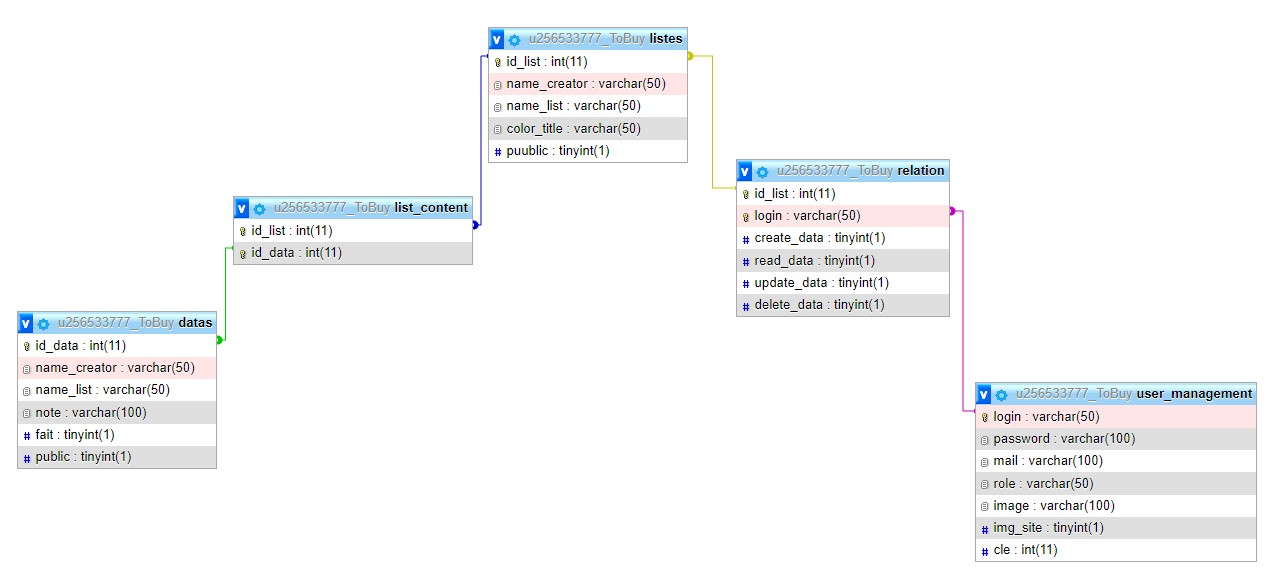 u256533777_ToBuy listes
id_list : int(11)
name_creator : varchar(50)
name_list : varchar(50)
color_title : varchar(50)
puublic : tinyint(1)
u256533777_ToBuy relation
id_list : int(11)
login : varchar(50)
create_data : tinyint(1)
read_data : tinyint(1)
update_data : tinyint(1)
delete_data : tinyint(1)
u256533777_ToBuy list_content
id_list : int(11)
id_data : int(11)
u256533777_ToBuy datas
id_data : int(11)
name_creator : varchar(50)
name_list : varchar(50)
note : varchar(100)
fait : tinyint(1)
public : tinyint(1)
u256533777_ToBuy user_management
login : varchar(50)
password : varchar(100)
mail : varchar(100)
role : varchar(50)
image : varchar(100)
img_site : tinyint(1)
cle : int(11)